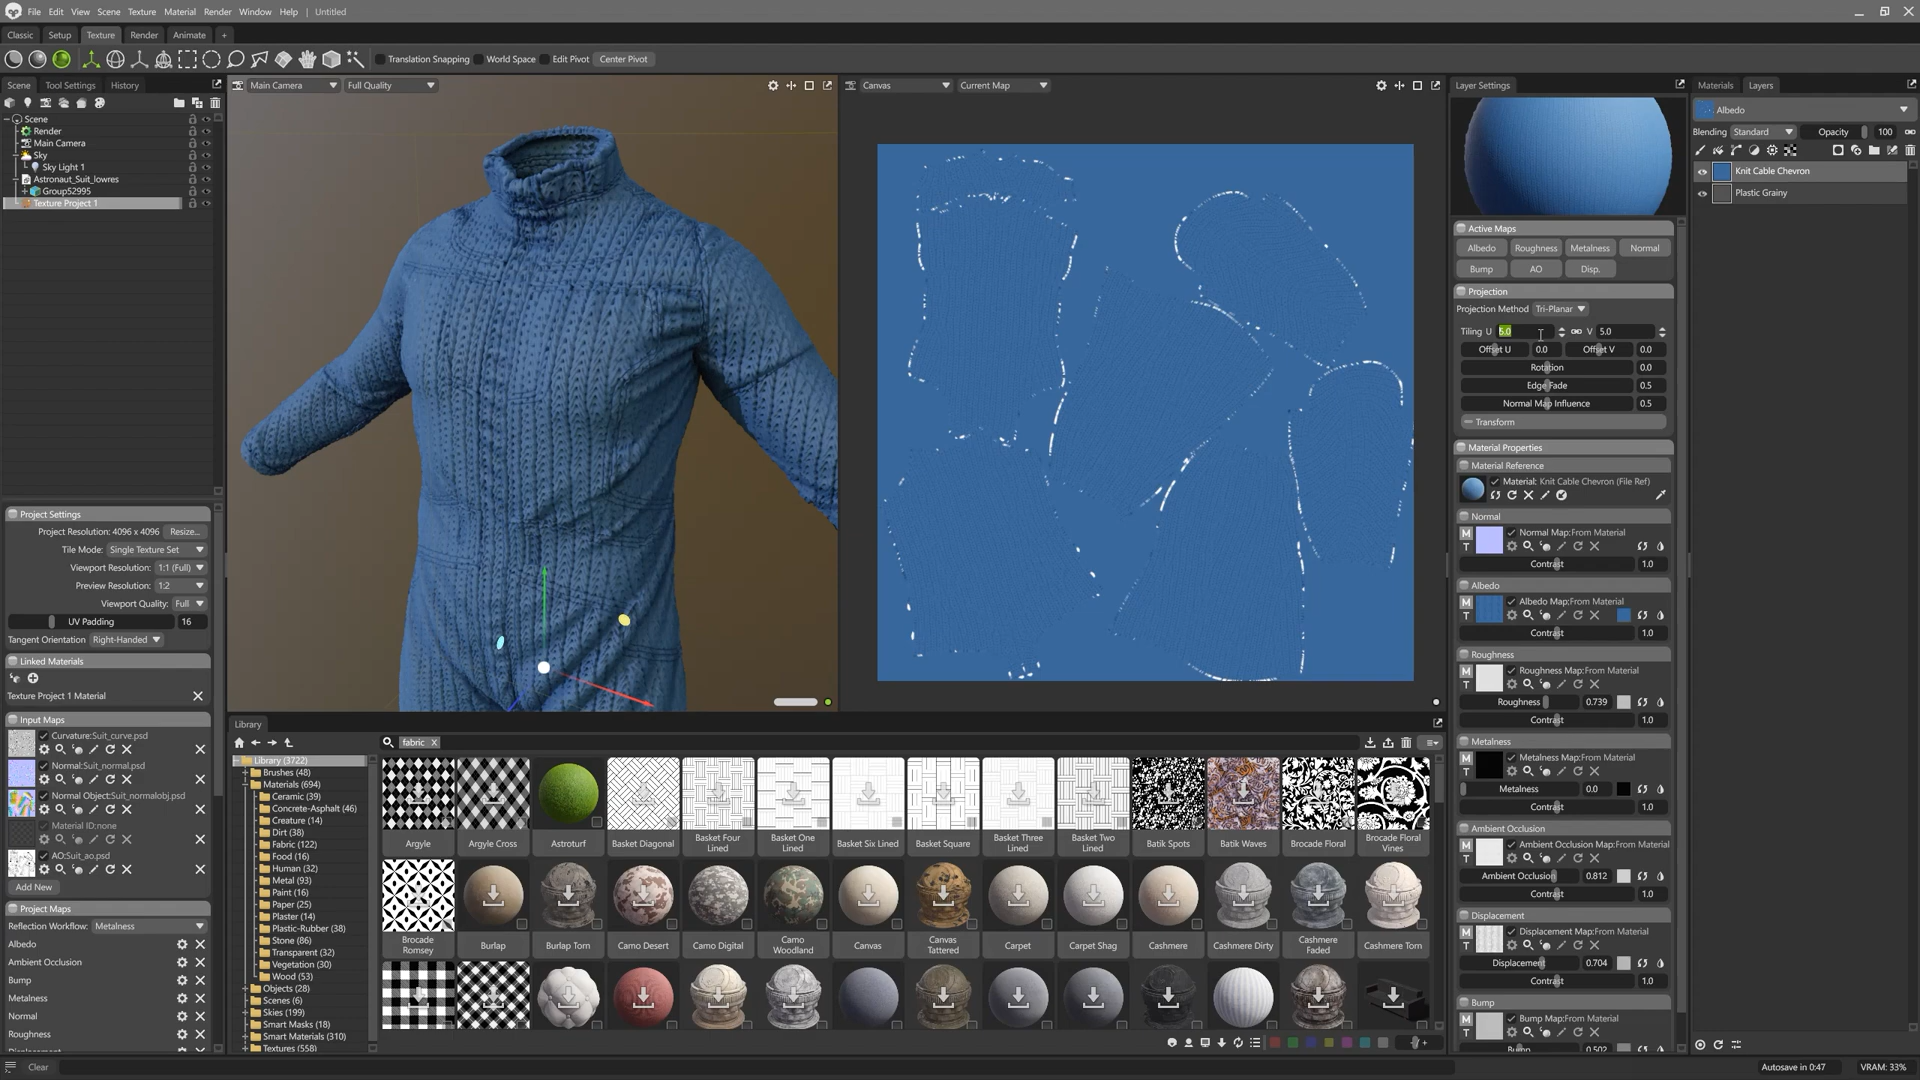 File Edit View Scene Texture Material Render Window Help Untitled
Classic Setup Texture Render Animate +
Translation Snapping World Space Edit Pivot Center Pivot
Scene Tool Settings History
Scene
Render
Main Camera
Sky
Sky Light 1
Astronaut_Suit_lowres
Group52995
Texture Project 1
Project Settings
Project Resolution: 4096 x 4096 Resize...
Tile Mode: Single Texture Set
Viewport Resolution: 1:1 (Full)
Preview Resolution: 1:2
Viewport Quality: Full
UV Padding 16
Tangent Orientation Right-Handed
Linked Materials
Texture Project 1 Material
Input Maps
Curvature:Suit_curve.psd
Normal:Suit_normal.psd
Normal Object:Suit_normalobj.psd
Material ID:none
AO:Suit_ao.psd
Add New
Project Maps
Reflection Workflow: Metalness
Albedo
Ambient Occlusion
Bump
Metalness
Normal
Roughness
Clear
Main Camera Full Quality
Canvas Current Map
Library
fabric X
Library (3722)
Brushes (48)
Materials (694)
Ceramic (39)
Concrete-Asphalt (46)
Creature (14)
Dirt (38)
Fabric (122)
Food (16)
Human (32)
Metal (93)
Paint (16)
Paper (25)
Plaster (14)
Plastic-Rubber (38)
Stone (86)
Transparent (32)
Vegetation (30)
Wood (53)
Objects (28)
Scenes (6)
Skies (199)
Smart Masks (18)
Smart Materials (310)
Textures (558)
Argyle
Argyle Cross
Astroturf
Basket Diagonal
Basket Four Lined
Basket One Lined
Basket Six Lined
Basket Square
Basket Three Lined
Basket Two Lined
Batik Spots
Batik Waves
Brocade Floral
Brocade Floral Vines
Brocade Romsey
Burlap
Burlap Torn
Camo Desert
Camo Digital
Camo Woodland
Canvas
Canvas Tattered
Carpet
Carpet Shag
Cashmere
Cashmere Dirty
Cashmere Faded
Cashmere Torn
Layer Settings
Active Maps
Albedo Roughness Metalness Normal
Bump AO Disp.
Projection
Projection Method Tri-Planar
Tiling U 5.0 V 5.0
Offset U 0.0 Offset V 0.0
Rotation 0.0
Edge Fade 0.5
Normal Map Influence 0.5
Transform
Material Properties
Material Reference
Material: Knit Cable Chevron (File Ref)
Normal
M Normal Map:From Material
T
Contrast 1.0
Albedo
M Albedo Map:From Material
T
Contrast 1.0
Roughness
M Roughness Map:From Material
T
Roughness 0.739
Contrast 1.0
Metalness
M Metalness Map:From Material
T
Metalness 0.0
Contrast 1.0
Ambient Occlusion
M Ambient Occlusion Map:From Material
T
Ambient Occlusion 0.812
Contrast 1.0
Displacement
M Displacement Map:From Material
T
Displacement 0.704
Contrast 1.0
Bump
M Bump Map:From Material
T
Bump 0.502
Materials Layers
Albedo
Blending Standard Opacity 100
Knit Cable Chevron
Plastic Grainy
Autosave in 0:47 VRAM: 33%